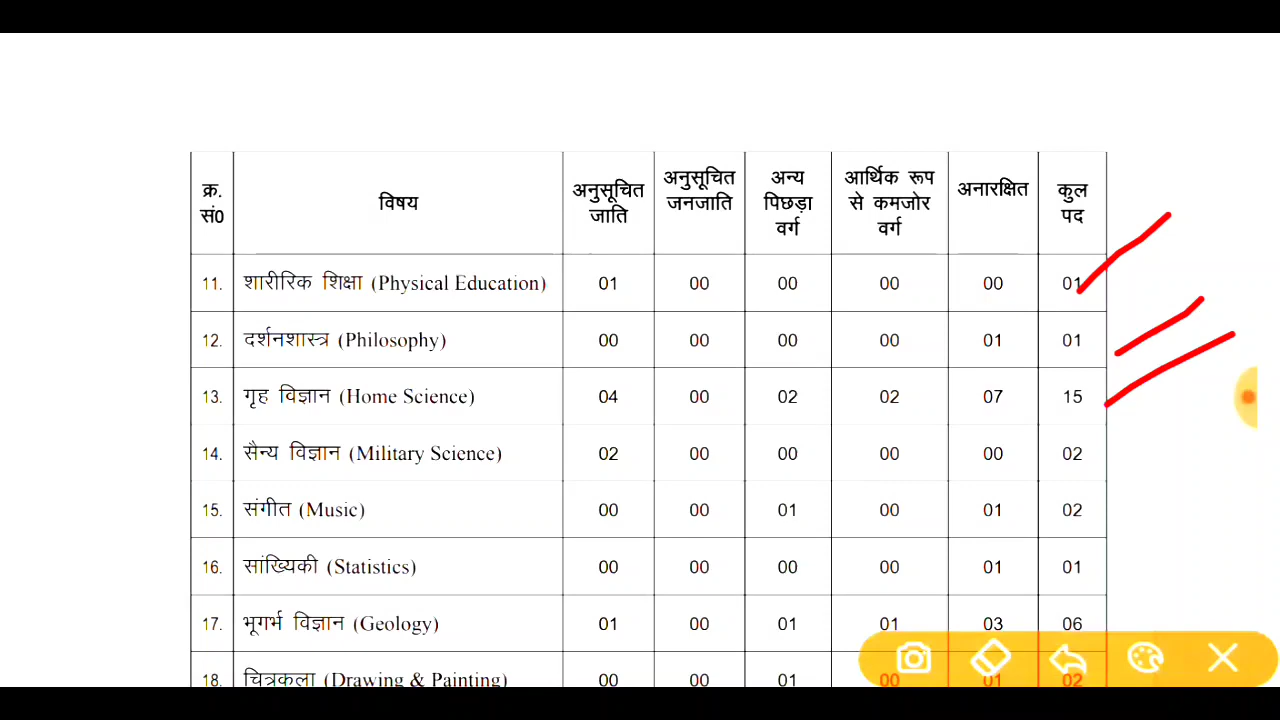 क्र. सं0 विषय अनुसूचित जाति अनुसूचित जनजाति अन्य पिछड़ा वर्ग आर्थिक रूप से कमजोर वर्ग अनारक्षित कुल पद
11. शारीरिक शिक्षा (Physical Education) 01 00 00 00 00 01
12. दर्शनशास्त्र (Philosophy) 00 00 00 00 01 01
13. गृह विज्ञान (Home Science) 04 00 02 02 07 15
14. सैन्य विज्ञान (Military Science) 02 00 00 00 00 02
15. संगीत (Music) 00 00 01 00 01 02
16. सांख्यिकी (Statistics) 00 00 00 00 01 01
17. भूगर्भ विज्ञान (Geology) 01 00 01 01 03 06
18. चित्रकला (Drawing & Painting) 00 00 01 00 01 02